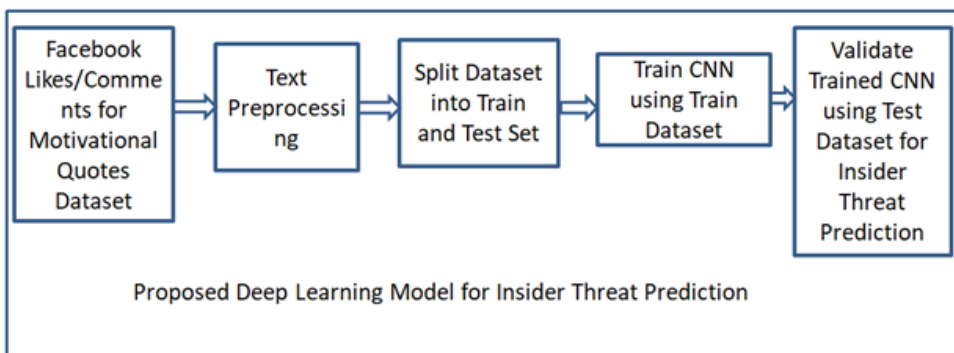 Facebook
Likes/Comme
nts for
Motivational
Quotes
Dataset
Text
Preprocessi
ng
Split Dataset
into Train
and Test Set
Train CNN
using Train
Dataset
Validate
Trained CNN
using Test
Dataset for
Insider
Threat
Prediction
Proposed Deep Learning Model for Insider Threat Prediction